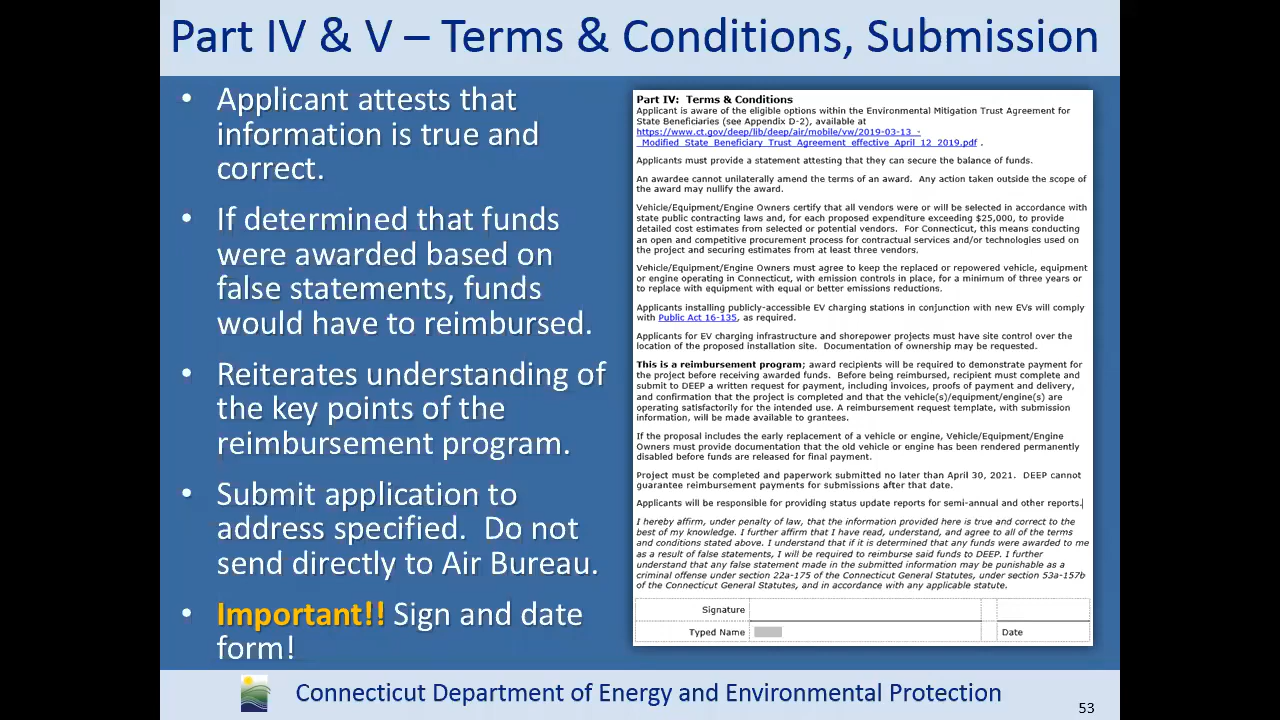 Part IV & V – Terms & Conditions, Submission
• Applicant attests that
information is true and
correct.
• If determined that funds
were awarded based on
false statements, funds
would have to reimbursed.
• Reiterates understanding of
the key points of the
reimbursement program.
• Submit application to
address specified.  Do not
send directly to Air Bureau.
• Important!! Sign and date
form!
Part IV:  Terms & Conditions
Applicant is aware of the eligible options within the Environmental Mitigation Trust Agreement for
State Beneficiaries (see Appendix D-2), available at
https://www.ct.gov/deep/lib/deep/air/mobile/vw/2019-03-13_-
_Modified_State_Beneficiary_Trust_Agreement_effective_April_12_2019.pdf .
Applicants must provide a statement attesting that they can secure the balance of funds.
An awardee cannot unilaterally amend the terms of an award.  Any action taken outside the scope of
the award may nullify the award.
Vehicle/Equipment/Engine Owners certify that all vendors were or will be selected in accordance with
state public contracting laws and, for each proposed expenditure exceeding $25,000, to provide
detailed cost estimates from selected or potential vendors.  For Connecticut, this means conducting
an open and competitive procurement process for contractual services and/or technologies used on
the project and securing estimates from at least three vendors.
Vehicle/Equipment/Engine Owners must agree to keep the replaced or repowered vehicle, equipment
or engine operating in Connecticut, with emission controls in place, for a minimum of three years or
to replace with equipment with equal or better emissions reductions.
Applicants installing publicly-accessible EV charging stations in conjunction with new EVs will comply
with Public Act 16-135, as required.
Applicants for EV charging infrastructure and shorepower projects must have site control over the
location of the proposed installation site.  Documentation of ownership may be requested.
This is a reimbursement program; award recipients will be required to demonstrate payment for
the project before receiving awarded funds.  Before being reimbursed, recipient must complete and
submit to DEEP a written request for payment, including invoices, proofs of payment and delivery,
and confirmation that the project is completed and that the vehicle(s)/equipment/engine(s) are
operating satisfactorily for the intended use. A reimbursement request template, with submission
information, will be made available to grantees.
If the proposal includes the early replacement of a vehicle or engine, Vehicle/Equipment/Engine
Owners must provide documentation that the old vehicle or engine has been rendered permanently
disabled before funds are released for final payment.
Project must be completed and paperwork submitted no later than April 30, 2021.  DEEP cannot
guarantee reimbursement payments for submissions after that date.
Applicants will be responsible for providing status update reports for semi-annual and other reports.
I hereby affirm, under penalty of law, that the information provided here is true and correct to the
best of my knowledge. I further affirm that I have read, understand, and agree to all of the terms
and conditions stated above. I understand that if it is determined that any funds were awarded to me
as a result of false statements, I will be required to reimburse said funds to DEEP. I further
understand that any false statement made in the submitted information may be punishable as a
criminal offense under section 22a-175 of the Connecticut General Statutes, under section 53a-157b
of the Connecticut General Statutes, and in accordance with any applicable statute.
Signature
Typed Name
Date
Connecticut Department of Energy and Environmental Protection
53